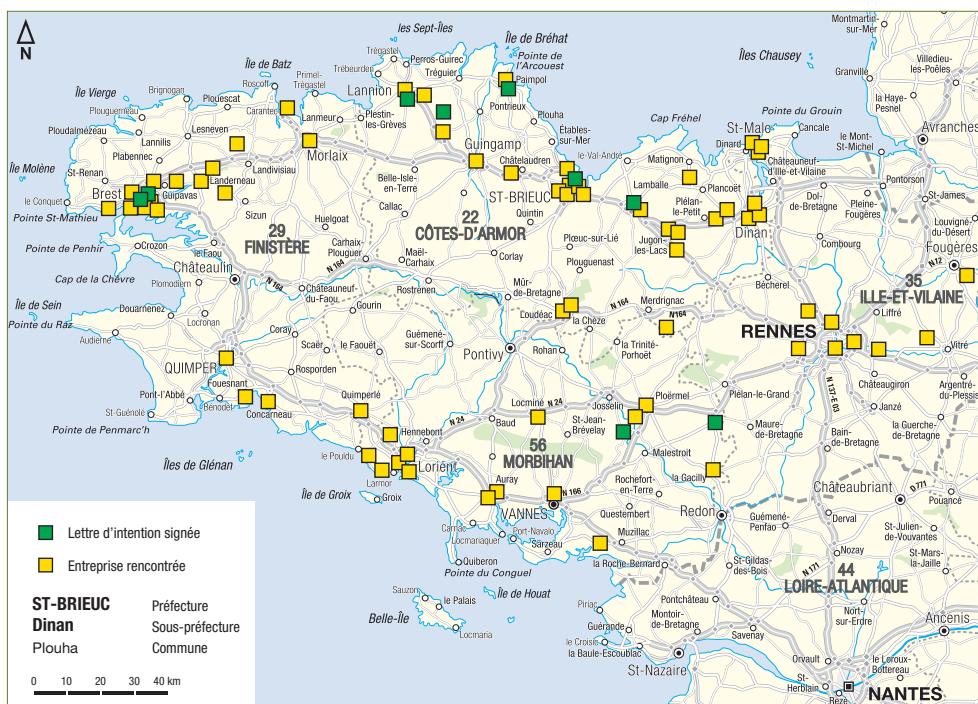 N
les Sept-Îles
Île de Bréhat
Pointe de
l'Arcouest
Îles Chausey
Montmartin-
sur-Mer
Granville
Villedieu-
les-Poêles
la Haye-
Pesnel
Avranches
Trégastel
Perros-Guirec
Trébeurden
Tréguier
Paimpol
Lannion
Pontrieux
Île de Batz
Roscoff
Primel-
Trégastel
Brignogan
Plouescat
Carantec
Lanmeur
Plestin-
les-Grèves
Plouha
Étables-
sur-Mer
le-Val-André
Cap Fréhel
Pointe du Grouin
St-Malo
Cancale
Dinard
le Mont-
St-Michel
Île Vierge
Plouguerneau
Ploudalmézeau
Lannilis
Lesneven
Plabennec
Landivisiau
Morlaix
Guingamp
Châtelaudren
Belle-Isle-
en-Terre
Matignon
Châteauneuf-
d'Ille-et-Vilaine
Pontorson
St-James
Île Molène
St-Renan
Brest
Guipavas
Landerneau
le Conquet
Pointe St-Mathieu
Sizun
Huelgoat
Callac
ST-BRIEUC
Quintin
Lamballe
Plancoët
Plélan-
le-Petit
Dinan
Dol-de-
Bretagne
Pleine-
Fougères
Louvigné-
du-Désert
Fougères
22
CÔTES-D'ARMOR
29
FINISTÈRE
Pointe de Penhir
Crozon
le Faou
Carhaix-
Plouguer
Maël-
Carhaix
Corlay
Plœuc-sur-Lié
Plouguenast
Jugon-
les-Lacs
Combourg
N 12
Cap de la Chèvre
Châteaulin
N 164
N 164
Rostrenen
Mûr-
de-Bretagne
Bécherel
35
ILLE-ET-VILAINE
Plomodiern
Châteauneuf-
du-Faou
Gourin
Loudéac
la Chèze
N 164
Merdrignac
N164
Liffré
Île de Sein
Douarnenez
Pointe du Raz
Locronan
Audierne
Coray
Scaër
le Faouët
Guémené-
sur-Scorff
Pontivy
Rohan
la Trinité-
Porhoët
RENNES
Vitré
QUIMPER
Rosporden
Plélan-le-Grand
Châteaugiron
Argentré-
du-Plessis
Pont-l'Abbé
Fouesnant
Bénodet
Concarneau
Quimperlé
Locminé
N 24
Josselin
Ploërmel
N 137-E 03
Janzé
St-Guénolé
N 24
Baud
St-Jean-
Brévelay
Maure-
de-Bretagne
la Guerche-
de-Bretagne
Pointe de Penmarc'h
Hennebont
56
MORBIHAN
Malestroit
Bain-
de-Bretagne
le Pouldu
Lorient
Îles de Glénan
Larmor
Île de Groix
Groix
Auray
Rochefort-
en-Terre
la Gacilly
Châteaubriant
D 771
Pouancé
VANNES
N 166
Questembert
Redon
Guémené-
Penfao
Derval
St-Julien-
de-Vouvantes
Carnac
Locmariaquer
Port-Navalo
Sarzeau
Muzillac
Nozay
St-Mars-
la-Jaille
Quiberon
Pointe du Conguel
la Roche-Bernard
St-Gildas-
des-Bois
N 171
44
LOIRE-ATLANTIQUE
Île de Houat
Sauzon
le Palais
Belle-Île
Locmaria
Piriac
Pontchâteau
Nort-
sur-Erdre
Guérande
Montoir-
de-Bretagne
Savenay
Ancenis
le Croisic
la Baule-Escoublac
St-Nazaire
Orvault
St-
Herblain
le Loroux-
Bottereau
Rezé
NANTES
Lettre d'intention signée
Entreprise rencontrée
ST-BRIEUC Préfecture
Dinan Sous-préfecture
Plouha Commune
0 10 20 30 40 km